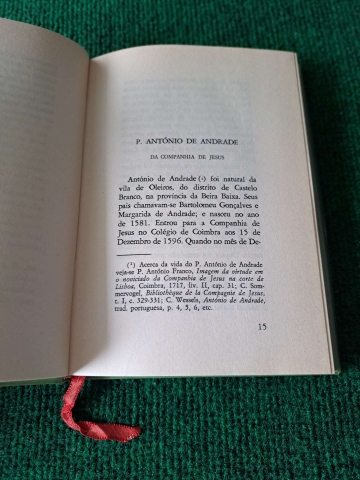 P. ANTÓNIO DE ANDRADE
DA COMPANHIA DE JESUS
António de Andrade (¹) foi natural da
vila de Oleiros, do distrito de Castelo
Branco, na província da Beira Baixa. Seus
pais chamavam-se Bartolomeu Gonçalves e
Margarida de Andrade; e nasceu no ano
de 1581. Entrou para a Companhia de
Jesus no Colégio de Coimbra aos 15 de
Dezembro de 1596. Quando no mês de De-
(¹) Acerca da vida do P. António de Andrade
veja-se P. António Franco, Imagem da virtude em
o noviciado da Companhia de Jesus na corte de
Lisboa, Coimbra, 1717, liv. II, cap. 31; C. Som-
mervogel, Bibliothèque de la Compagnie de Jesus,
t. I, c. 329-331; C. Wessels, António de Andrade,
trad. portuguesa, p. 4, 5, 6, etc.
15